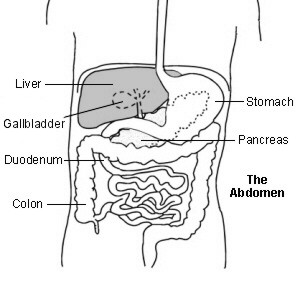 Liver
Stomach
Gallbladder
Pancreas
Duodenum
The
Abdomen
Colon